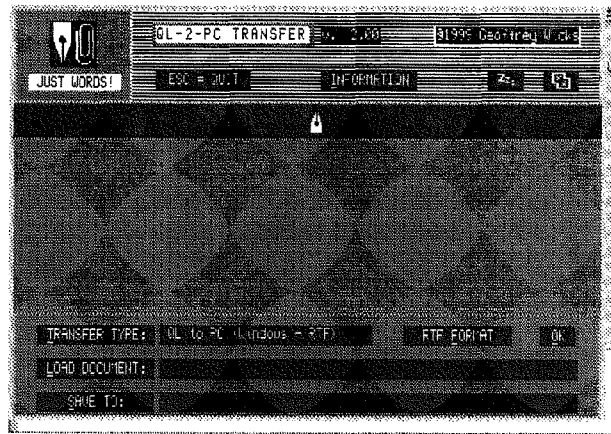 QL-2-PC TRANSFER v. 2.00 ©1995 Geoffrey Wicks
JUST WORDS! ESC = QUIT INFORMATION Zzz
TRANSFER TYPE: QL to PC (Windows - RTF) RTF FORMAT OK
LOAD DOCUMENT:
SAVE TO: